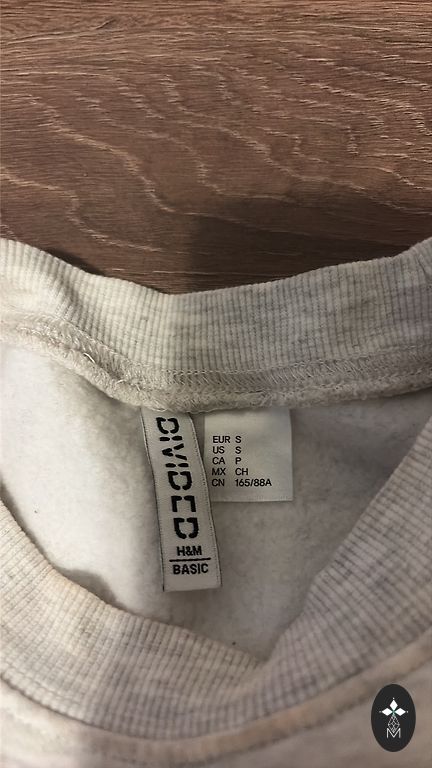 DIVIDED
H&M
BASIC
EUR S
US S
CA P
MX CH
CN 165/88A
M